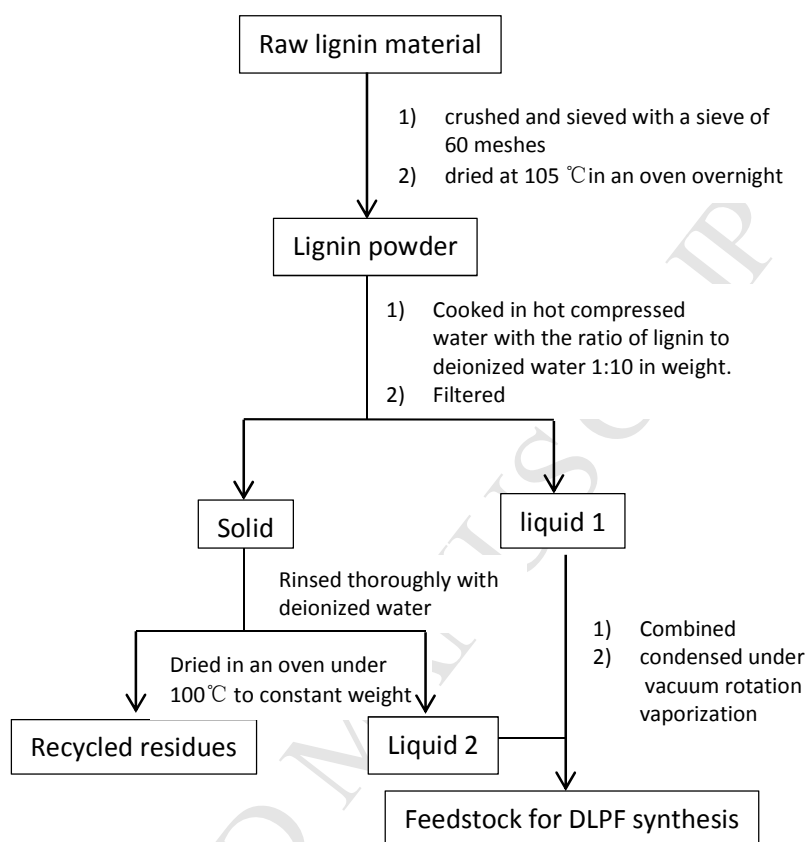 Raw lignin material
1) crushed and sieved with a sieve of
60 meshes
2) dried at 105 ℃ in an oven overnight
Lignin powder
1) Cooked in hot compressed
water with the ratio of lignin to
deionized water 1:10 in weight.
2) Filtered
Solid
liquid 1
Rinsed thoroughly with
deionized water
1) Combined
2) condensed under
vacuum rotation
vaporization
Dried in an oven under
100℃ to constant weight
Recycled residues
Liquid 2
Feedstock for DLPF synthesis